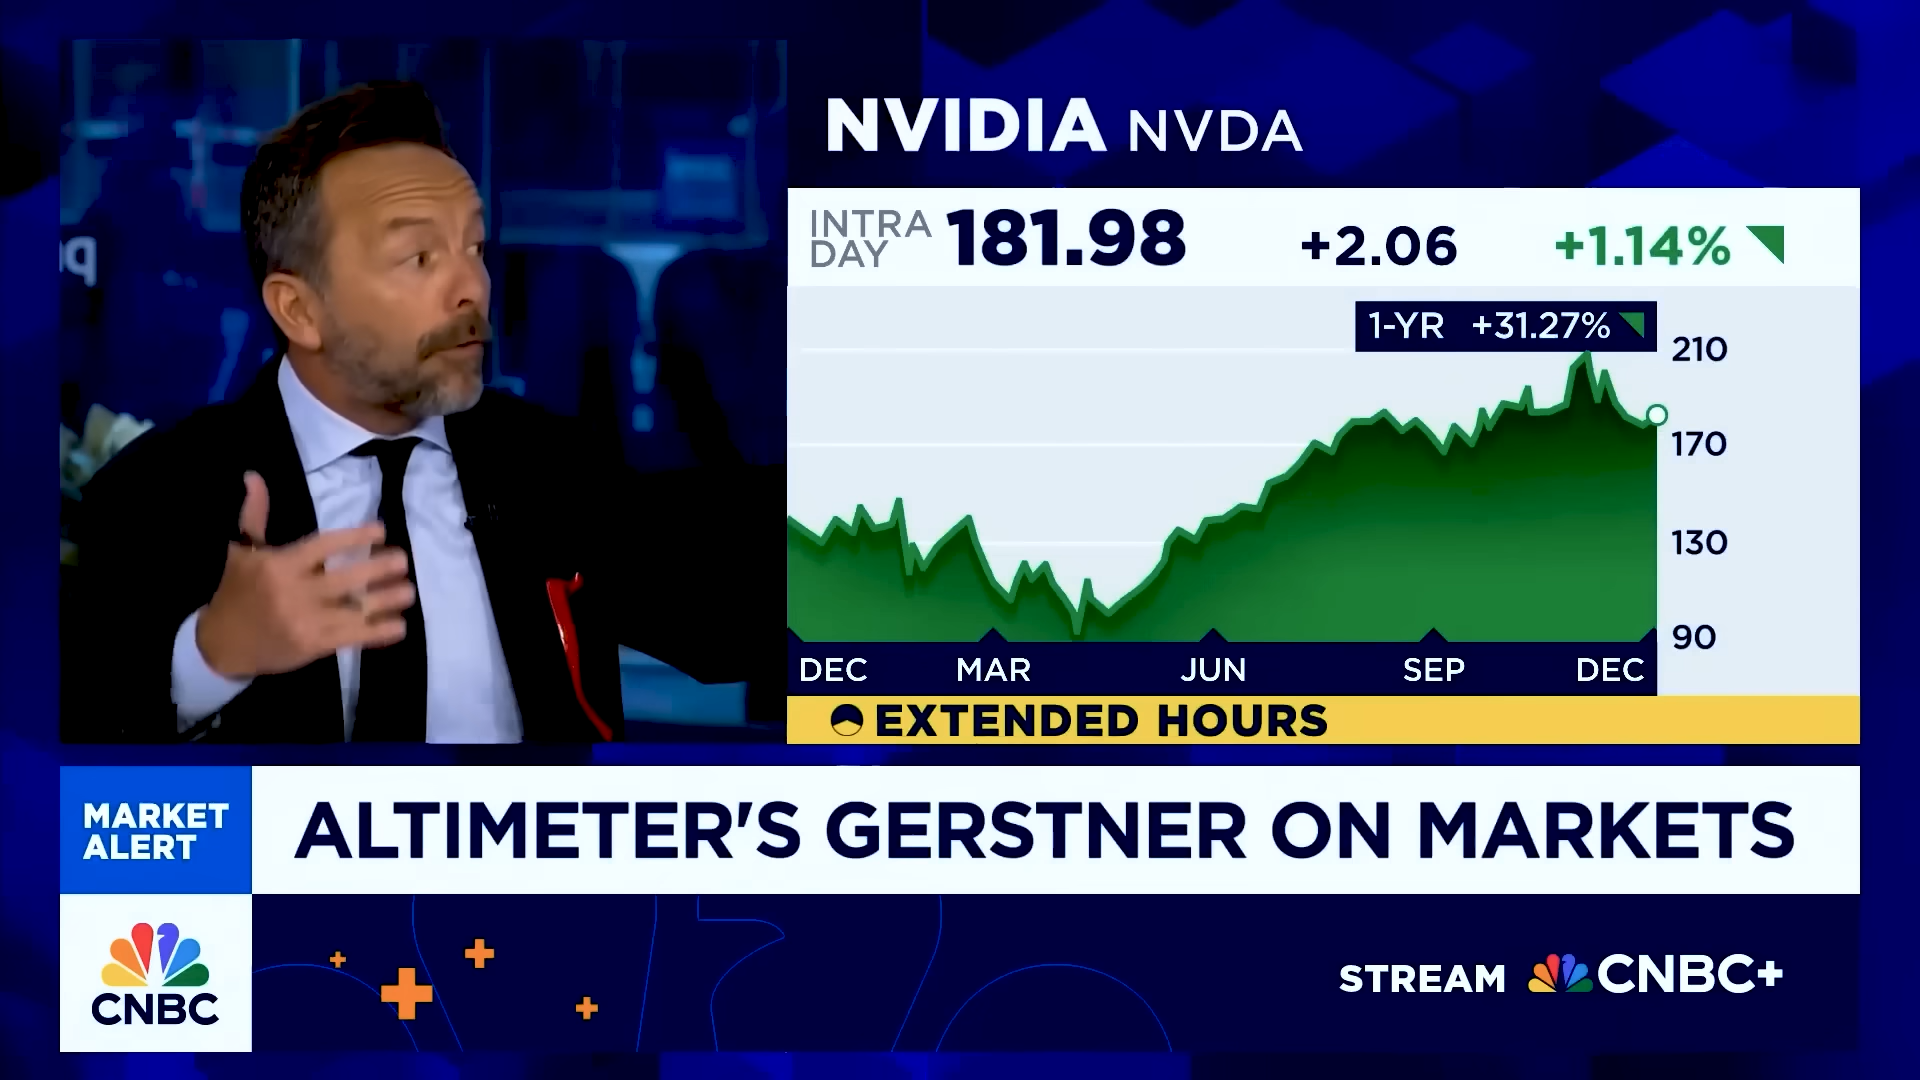 NVIDIA NVDA
INTRA DAY 181.98 +2.06 +1.14%
1-YR +31.27%
210
170
130
90
DEC MAR JUN SEP DEC
EXTENDED HOURS
MARKET ALERT
ALTIMETER'S GERSTNER ON MARKETS
CNBC
STREAM CNBC+